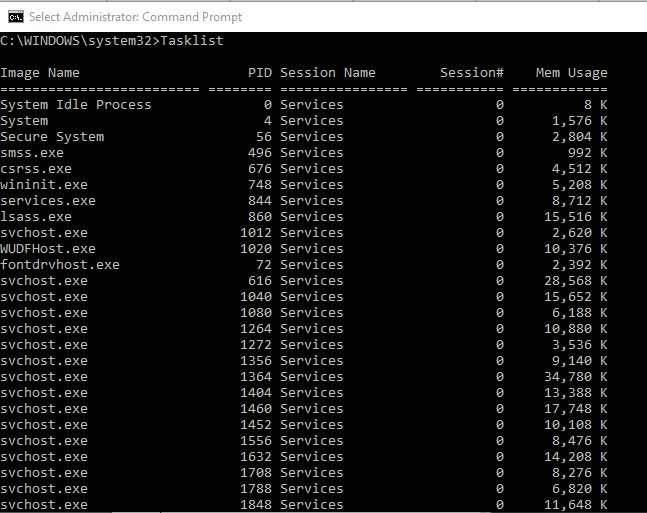 Select Administrator: Command Prompt
C:\WINDOWS\system32>Tasklist
Image Name                     PID Session Name        Session#    Mem Usage
========================= ======== ================ =========== ============
System Idle Process              0 Services                   0          8 K
System                           4 Services                   0      1,576 K
Secure System                   56 Services                   0      2,804 K
smss.exe                       496 Services                   0        992 K
csrss.exe                      676 Services                   0      4,512 K
wininit.exe                    748 Services                   0      5,208 K
services.exe                   844 Services                   0      8,712 K
lsass.exe                      860 Services                   0     15,516 K
svchost.exe                   1012 Services                   0      2,620 K
WUDFHost.exe                  1020 Services                   0     10,376 K
fontdrvhost.exe                 72 Services                   0      2,392 K
svchost.exe                    616 Services                   0     28,568 K
svchost.exe                   1040 Services                   0     15,652 K
svchost.exe                   1080 Services                   0      6,188 K
svchost.exe                   1264 Services                   0     10,880 K
svchost.exe                   1272 Services                   0      3,536 K
svchost.exe                   1356 Services                   0      9,140 K
svchost.exe                   1364 Services                   0     34,780 K
svchost.exe                   1404 Services                   0     13,388 K
svchost.exe                   1460 Services                   0     17,748 K
svchost.exe                   1452 Services                   0     10,108 K
svchost.exe                   1556 Services                   0      8,476 K
svchost.exe                   1632 Services                   0     14,208 K
svchost.exe                   1708 Services                   0      8,276 K
svchost.exe                   1788 Services                   0      6,820 K
svchost.exe                   1848 Services                   0     11,648 K